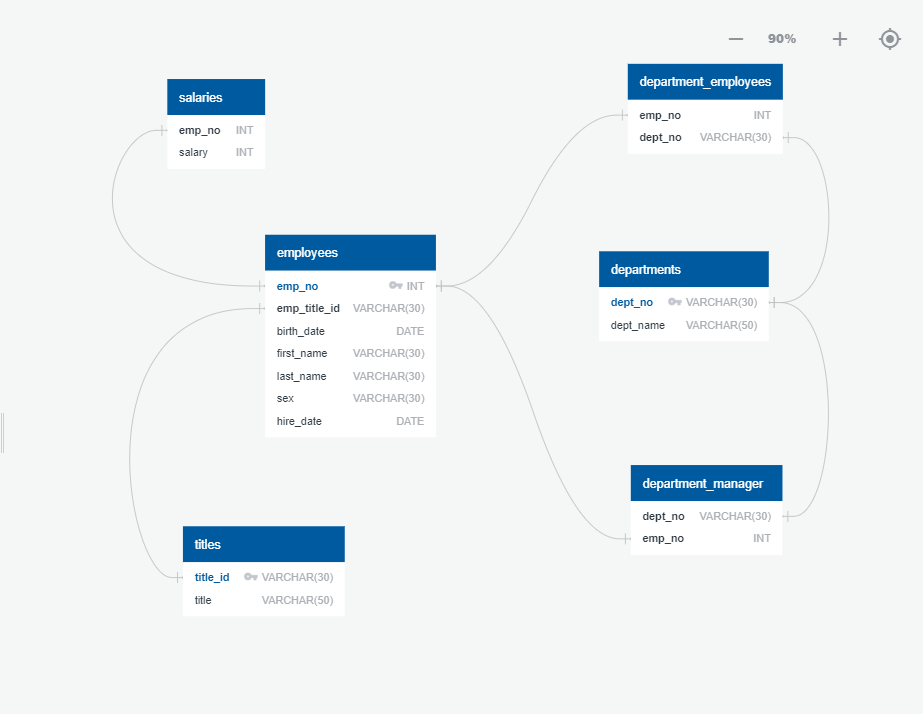 90%
salaries
emp_no INT
salary INT
department_employees
emp_no INT
dept_no VARCHAR(30)
employees
emp_no INT
emp_title_id VARCHAR(30)
birth_date DATE
first_name VARCHAR(30)
last_name VARCHAR(30)
sex VARCHAR(30)
hire_date DATE
departments
dept_no VARCHAR(30)
dept_name VARCHAR(50)
department_manager
dept_no VARCHAR(30)
emp_no INT
titles
title_id VARCHAR(30)
title VARCHAR(50)